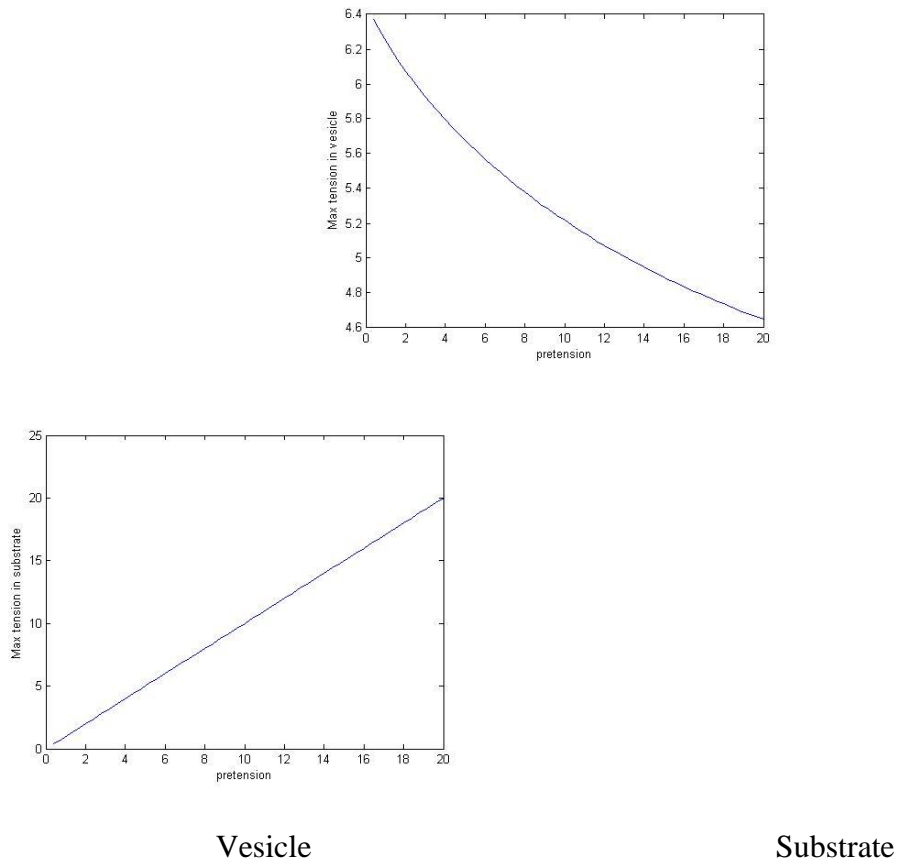 6.4
6.2
6
5.8
5.6
5.4
5.2
5
4.8
4.6
Max tension in vesicle
0 2 4 6 8 10 12 14 16 18 20
pretension
25
20
15
10
5
0
Max tension in substrate
0 2 4 6 8 10 12 14 16 18 20
pretension
Vesicle Substrate